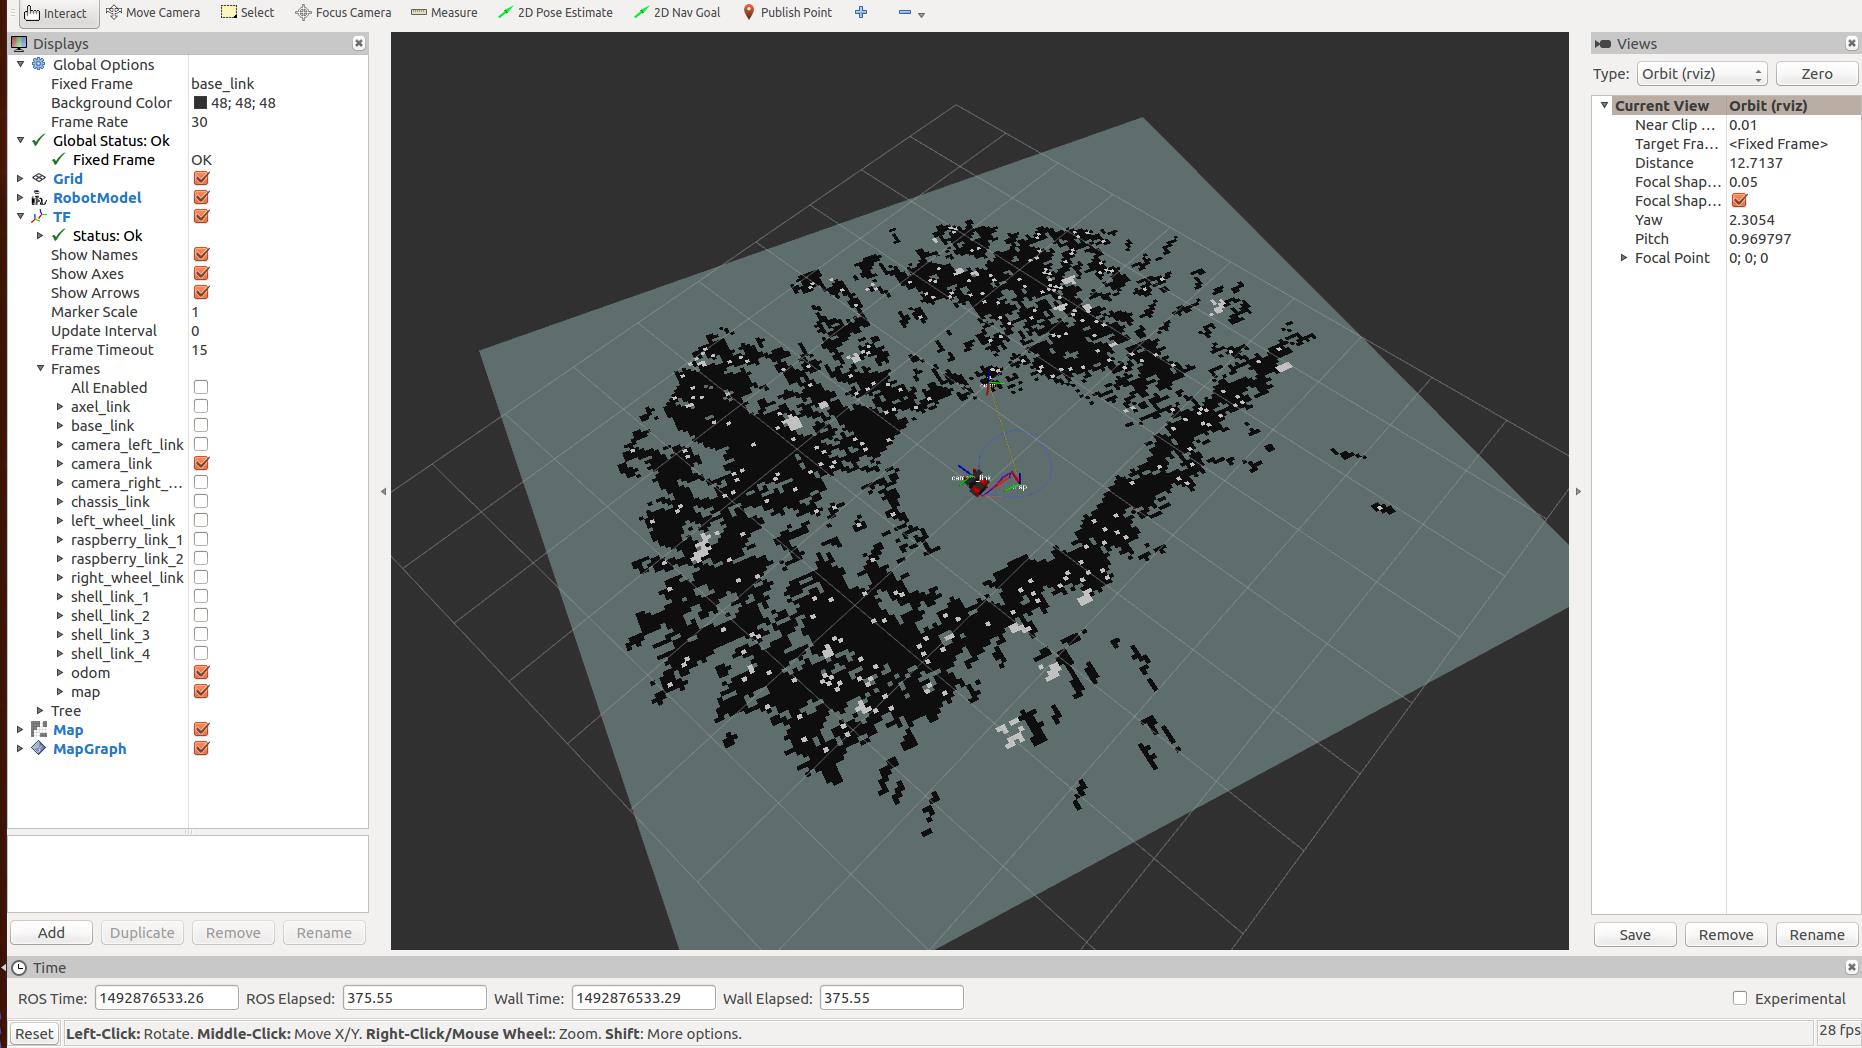 Interact Move Camera Select Focus Camera Measure 2D Pose Estimate 2D Nav Goal Publish Point
Displays
Global Options
Fixed Frame base_link
Background Color 48; 48; 48
Frame Rate 30
Global Status: Ok
Fixed Frame OK
Grid
RobotModel
TF
Status: Ok
Show Names
Show Axes
Show Arrows
Marker Scale 1
Update Interval 0
Frame Timeout 15
Frames
All Enabled
axel_link
base_link
camera_left_link
camera_link
camera_right_...
chassis_link
left_wheel_link
raspberry_link_1
raspberry_link_2
right_wheel_link
shell_link_1
shell_link_2
shell_link_3
shell_link_4
odom
map
Tree
Map
MapGraph
Add Duplicate Remove Rename
map
Views
Type: Orbit (rviz) Zero
Current View Orbit (rviz)
Near Clip ... 0.01
Target Fra... <Fixed Frame>
Distance 12.7137
Focal Shap... 0.05
Focal Shap...
Yaw 2.3054
Pitch 0.969797
Focal Point 0; 0; 0
Save Remove Rename
Time
ROS Time: 1492876533.26 ROS Elapsed: 375.55 Wall Time: 1492876533.29 Wall Elapsed: 375.55 Experimental
Reset Left-Click: Rotate. Middle-Click: Move X/Y. Right-Click/Mouse Wheel:: Zoom. Shift: More options. 28 fps